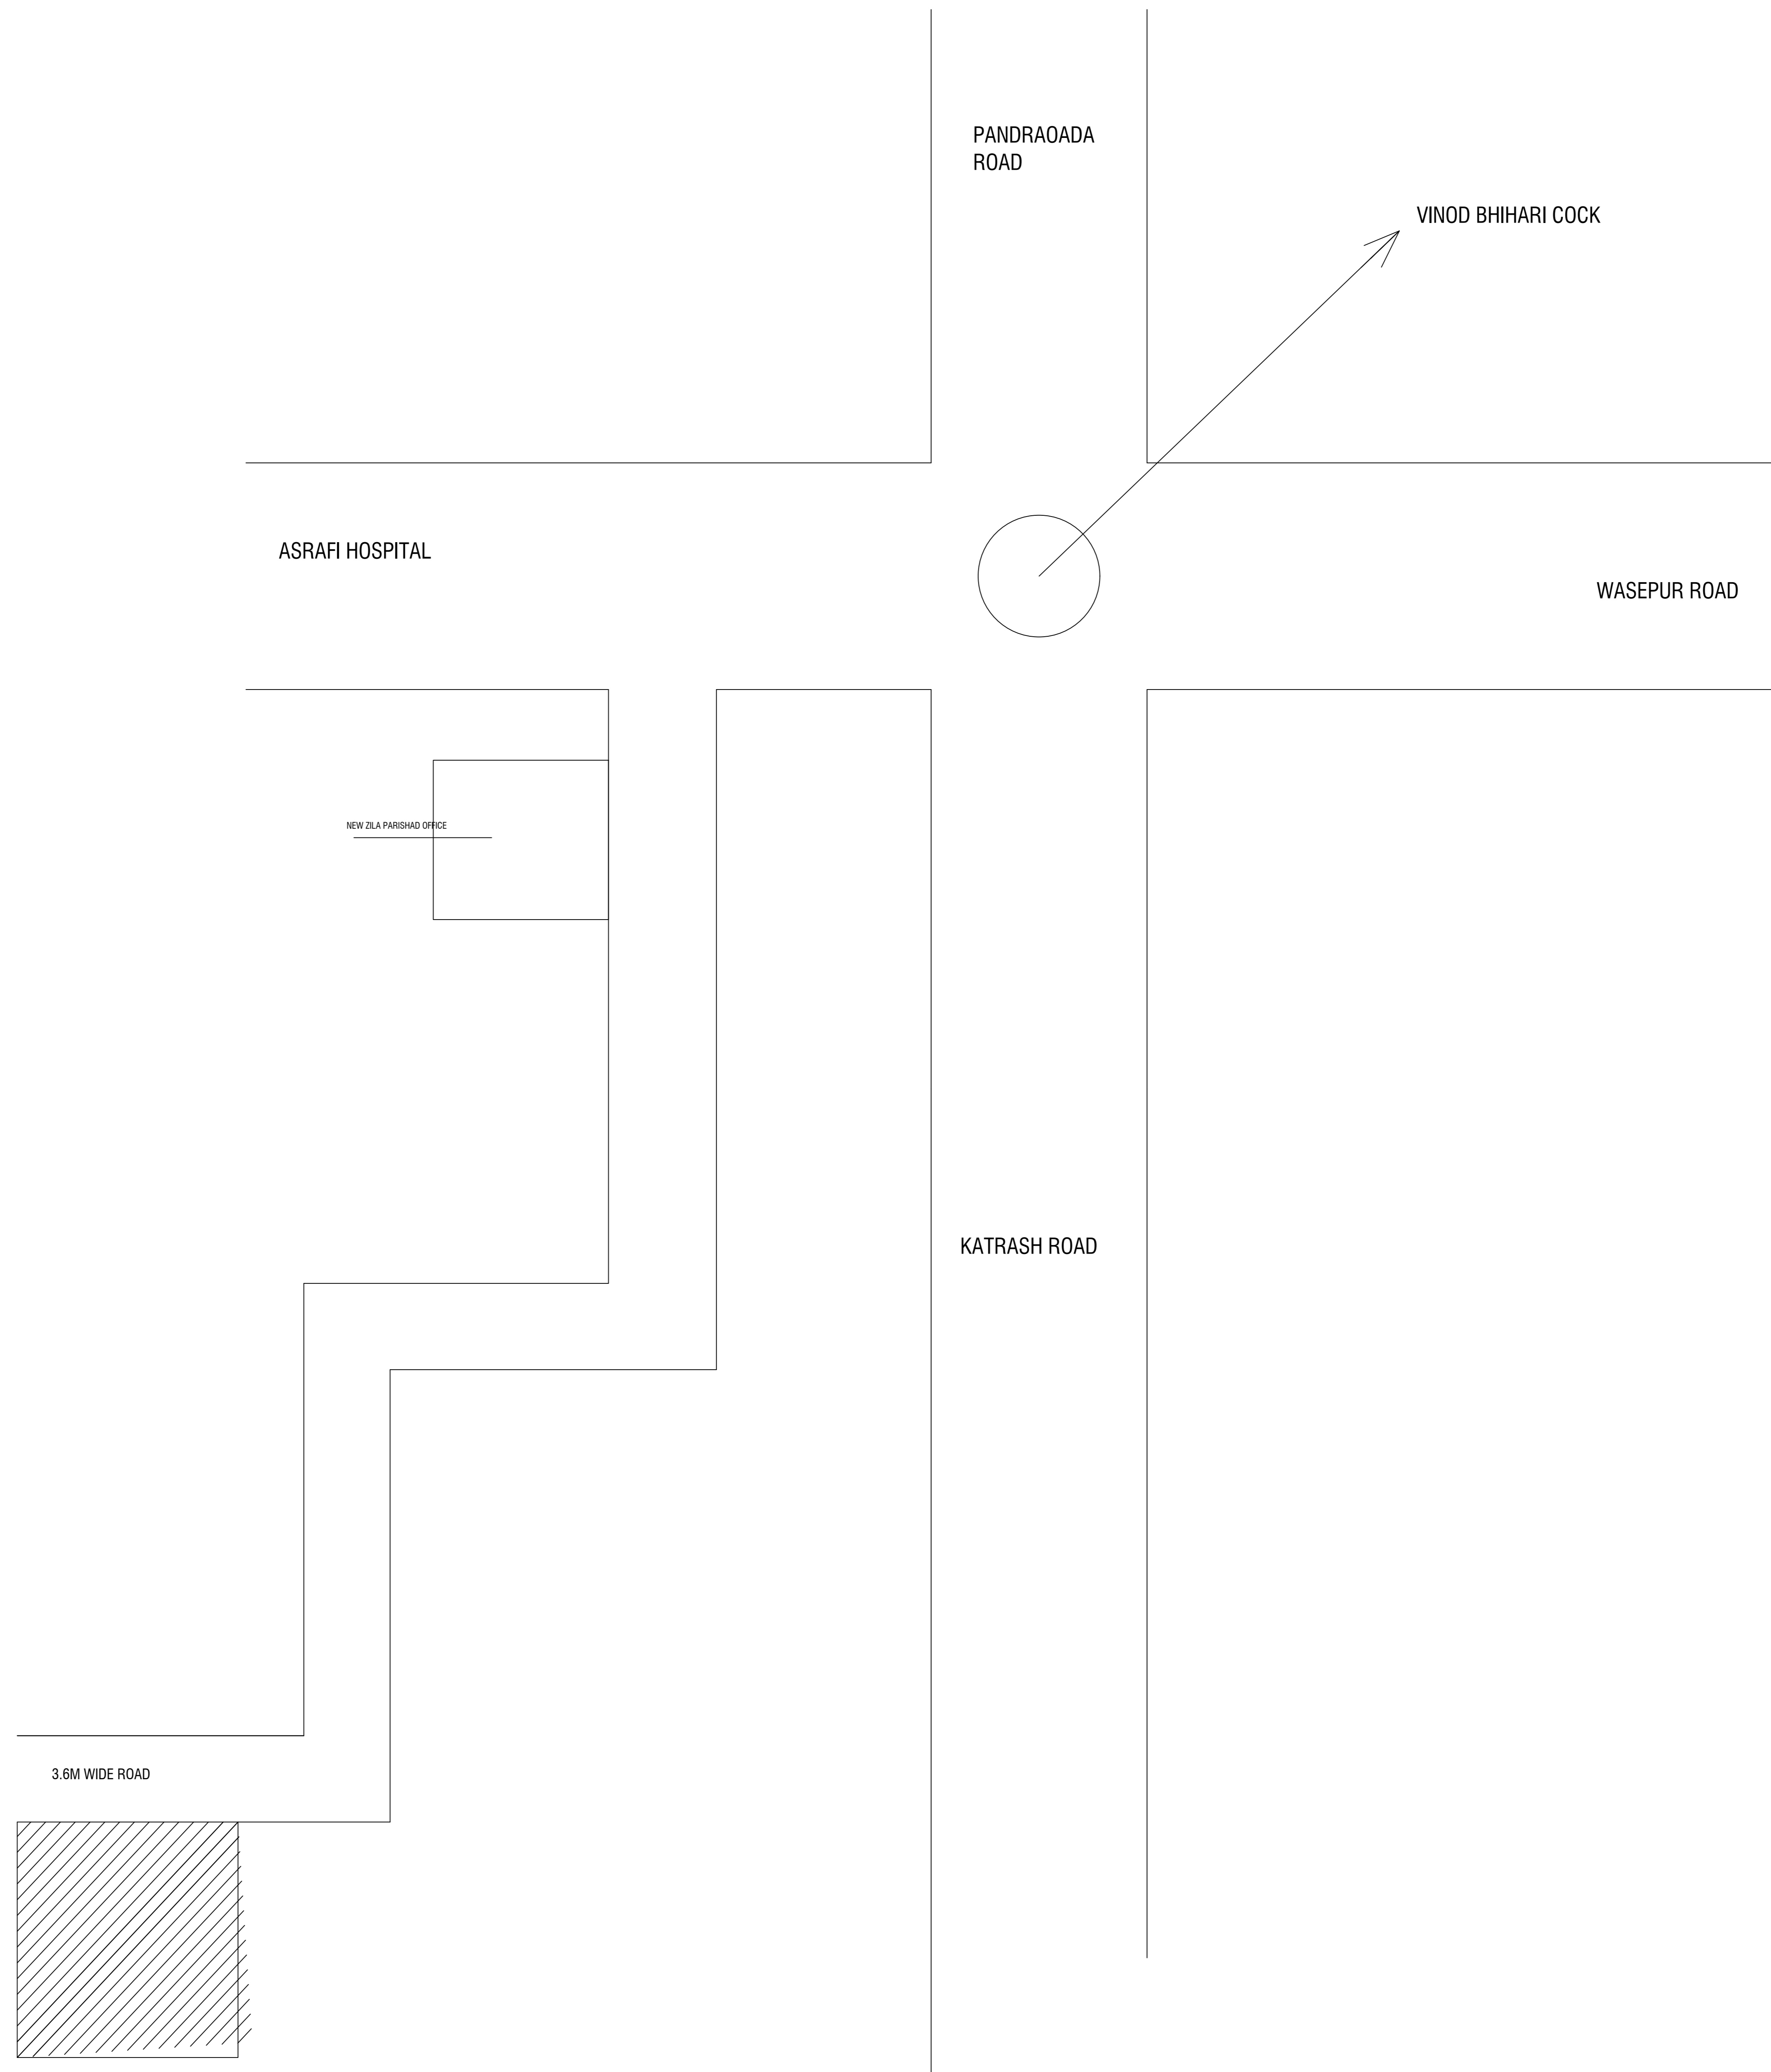 PANDRAOADA
ROAD
VINOD BHIHARI COCK
ASRAFI HOSPITAL
WASEPUR ROAD
NEW ZILA PARISHAD OFFICE
KATRASH ROAD
3.6M WIDE ROAD